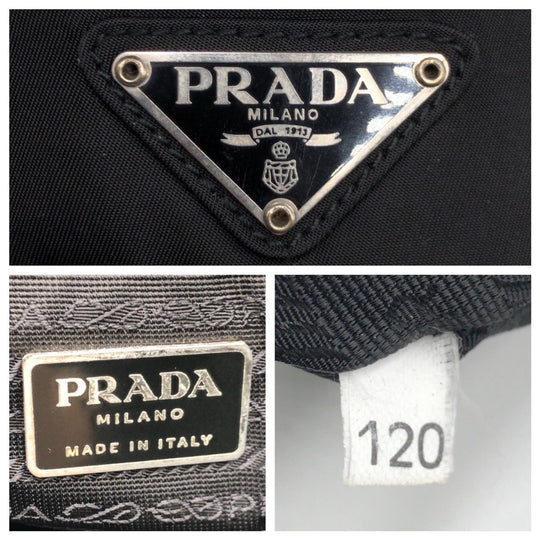 PRADA
MILANO
DAL 1913
PRADA
MILANO
MADE IN ITALY
120